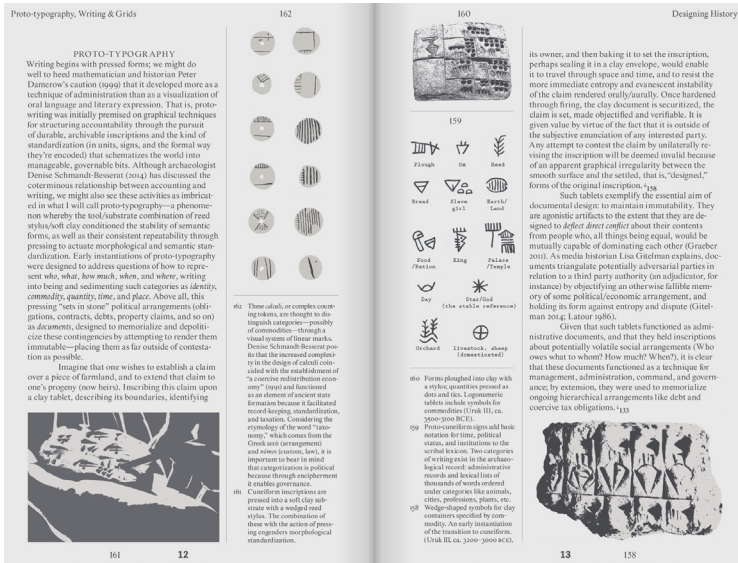 Proto-typography, Writing & Grids
162
PROTO-TYPOGRAPHY
Writing begins with pressed forms; we might do
well to heed mathematician and historian Peter
Damerow's caution (1999) that it developed more as a
technique of administration than as a visualization of
oral language and literary expression. That is, proto-
writing was initially premised on graphical techniques
for structuring accountability through the pursuit
of durable, archivable inscriptions and the kind of
standardization (in units, signs, and the formal way
they're encoded) that schematizes the world into
manageable, governable bits. Although archaeologist
Denise Schmandt-Besserat (2014) has discussed the
coterminous relationship between accounting and
writing, we might also see these activities as imbricat-
ed in what I will call proto-typography—a phenome-
non whereby the tool/substrate combination of reed
stylus/soft clay conditioned the stability of semantic
forms, as well as their consistent repeatability through
pressing to actuate morphological and semantic stan-
dardization. Early instantiations of proto-typography
were designed to address questions of how to repre-
sent who, what, how much, when, and where, writing
into being and sedimenting such categories as identity,
commodity, quantity, time, and place. Above all, this
pressing "sets in stone" political arrangements (obli-
gations, contracts, debts, property claims, and so on)
as documents, designed to memorialize and depoliti-
cize these contingencies by attempting to render them
immutable—placing them as far outside of contesta-
tion as possible.
Imagine that one wishes to establish a claim
over a piece of farmland, and to extend that claim to
one's progeny (now heirs). Inscribing this claim upon
a clay tablet, describing its boundaries, identifying
162 These calculi, or complex count-
ing tokens, are thought to dis-
tinguish categories—possibly
of commodities—through a
visual system of linear marks.
Denise Schmandt-Besserat pos-
its that the increased complexi-
ty in the design of calculi coin-
cided with the establishment of
"a coercive redistribution econ-
omy" (1991) and functioned
as an element of ancient state
formation because it facilitated
record-keeping, standardization,
and taxation. Considering the
etymology of the word "taxo-
nomy," which comes from the
Greek taxis (arrangement)
and nómos (custom, law), it is
important to bear in mind
that categorization is political
because through encipherment
it enables governance.
161 Cuneiform inscriptions are
pressed into a soft clay sub-
strate with a wedged reed
stylus. The combination of
these with the action of press-
ing engenders morphological
standardization.
161
12
160
Designing History
159
Plough Ox Reed
Bread Slave girl Earth/Land
Food/Ration King Palace/Temple
Day Star/God (the stable reference)
Orchard Livestock, sheep (domesticated)
160 Forms ploughed into clay with
a stylus; quantities pressed as
dots and ties. Logonumeric
tablets include symbols for
commodities (Uruk III, ca.
3500–3100 BCE).
159 Proto-cuneiform signs add basic
notation for time, political
status, and institutions to the
scribal lexicon. Two categories
of writing exist in the archaeo-
logical record: administrative
records and lexical lists of
thousands of words ordered
under categories like animals,
cities, professions, plants, etc.
158 Wedge-shaped symbols for clay
containers specified by com-
modity. An early instantiation
of the transition to cuneiform.
(Uruk III, ca. 3200–3000 BCE).
its owner, and then baking it to set the inscription,
perhaps sealing it in a clay envelope, would enable
it to travel through space and time, and to resist the
more immediate entropy and evanescent instability
of the claim rendered orally/aurally. Once hardened
through firing, the clay document is securitized, the
claim is set, made objectified and verifiable. It is
given value by virtue of the fact that it is outside of
the subjective enunciation of any interested party.
Any attempt to contest the claim by unilaterally re-
vising the inscription will be deemed invalid because
of an apparent graphical irregularity between the
smooth surface and the settled, that is, "designed,"
forms of the original inscription. 158
Such tablets exemplify the essential aim of
documental design: to maintain immutability. They
are agonistic artifacts to the extent that they are de-
signed to deflect direct conflict about their contents
from people who, all things being equal, would be
mutually capable of dominating each other (Graeber
2011). As media historian Lisa Gitelman explains, doc-
uments triangulate potentially adversarial parties in
relation to a third party authority (an adjudicator, for
instance) by objectifying an otherwise fallible mem-
ory of some political/economic arrangement, and
holding its form against entropy and dispute (Gitel-
man 2014; Latour 1986).
Given that such tablets functioned as admi-
nistrative documents, and that they held inscriptions
about potentially volatile social arrangements (Who
owes what to whom? How much? When?), it is clear
that these documents functioned as a technique for
management, administration, command, and govern-
ance; by extension, they were used to memorialize
ongoing hierarchical arrangements like debt and
coercive tax obligations. 133
13
158